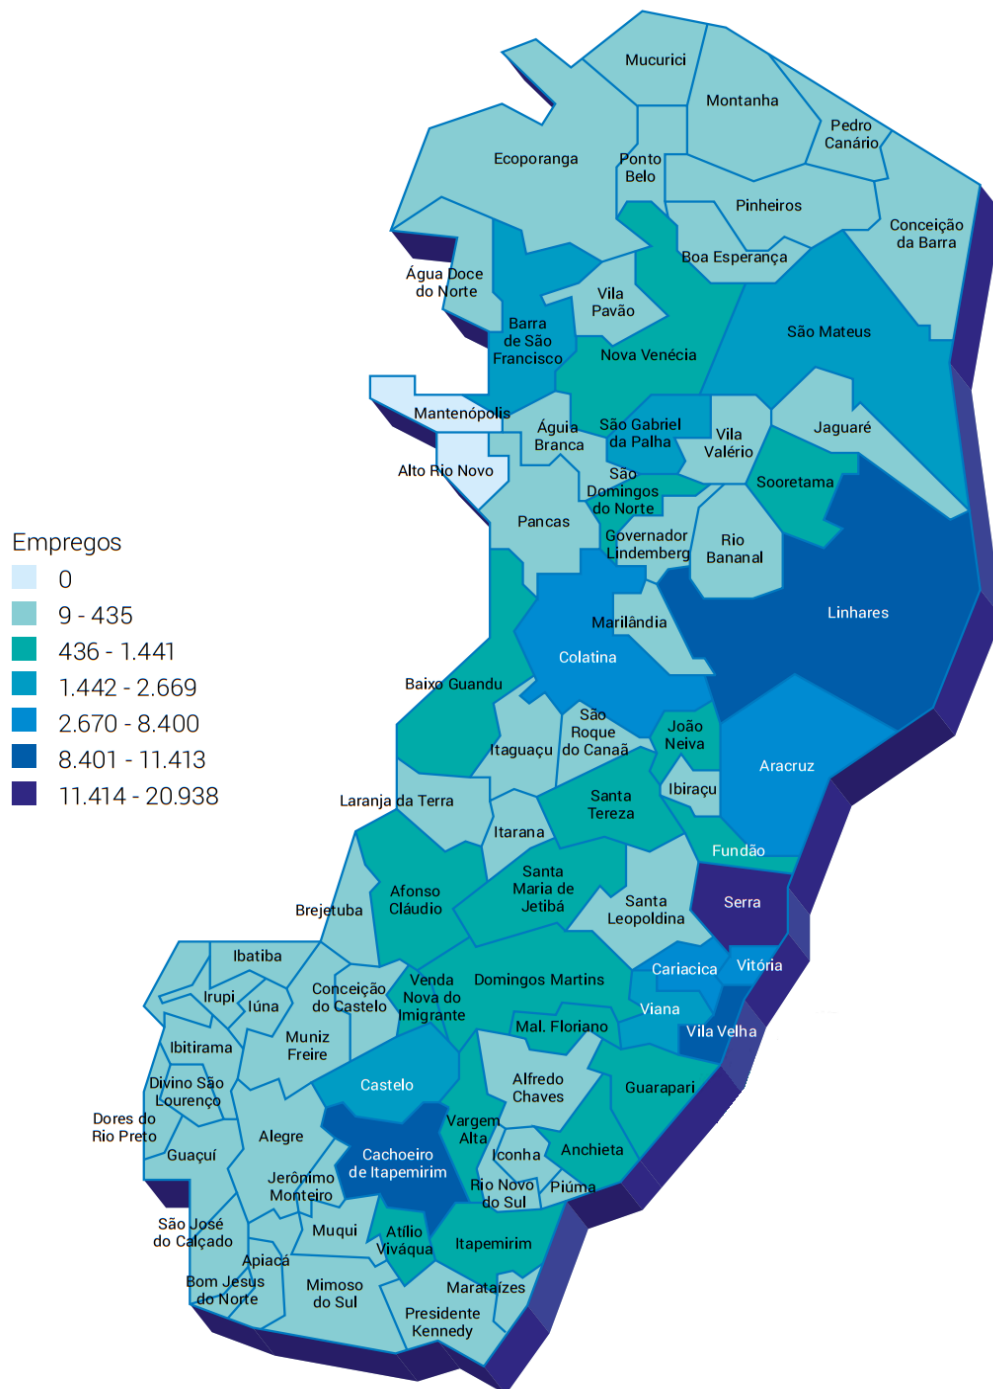 Mucurici
Montanha
Pedro
Canário
Ecoporanga
Ponto
Belo
Pinheiros
Conceição
da Barra
Boa Esperança
Água Doce
do Norte
Vila
Pavão
Barra
de São
Francisco
São Mateus
Nova Venécia
Mantenópolis
Águia
Branca
São Gabriel
da Palha
Vila
Valério
Jaguaré
Alto Rio Novo
São
Domingos
do Norte
Sooretama
Pancas
Governador
Lindemberg
Rio
Bananal
Empregos
0
9 - 435
436 - 1.441
1.442 - 2.669
2.670 - 8.400
8.401 - 11.413
11.414 - 20.938
Linhares
Marilândia
Colatina
Baixo Guandu
São
Roque
do Canaã
João
Neiva
Itaguaçu
Aracruz
Ibiraçu
Laranja da Terra
Santa
Tereza
Itarana
Fundão
Afonso
Cláudio
Santa
Maria de
Jetibá
Santa
Leopoldina
Serra
Brejetuba
Ibatiba
Cariacica
Vitória
Irupi
Iúna
Conceição
do Castelo
Venda
Nova do
Imigrante
Domingos Martins
Viana
Vila Velha
Mal. Floriano
Ibitirama
Muniz
Freire
Divino São
Lourenço
Castelo
Alfredo
Chaves
Guarapari
Dores do
Rio Preto
Vargem
Alta
Alegre
Guaçuí
Cachoeiro
de Itapemirim
Iconha
Anchieta
Jerônimo
Monteiro
Rio Novo
do Sul
Piúma
São José
do Calçado
Muqui
Atílio
Viváqua
Itapemirim
Apiacá
Bom Jesus
do Norte
Mimoso
do Sul
Marataízes
Presidente
Kennedy